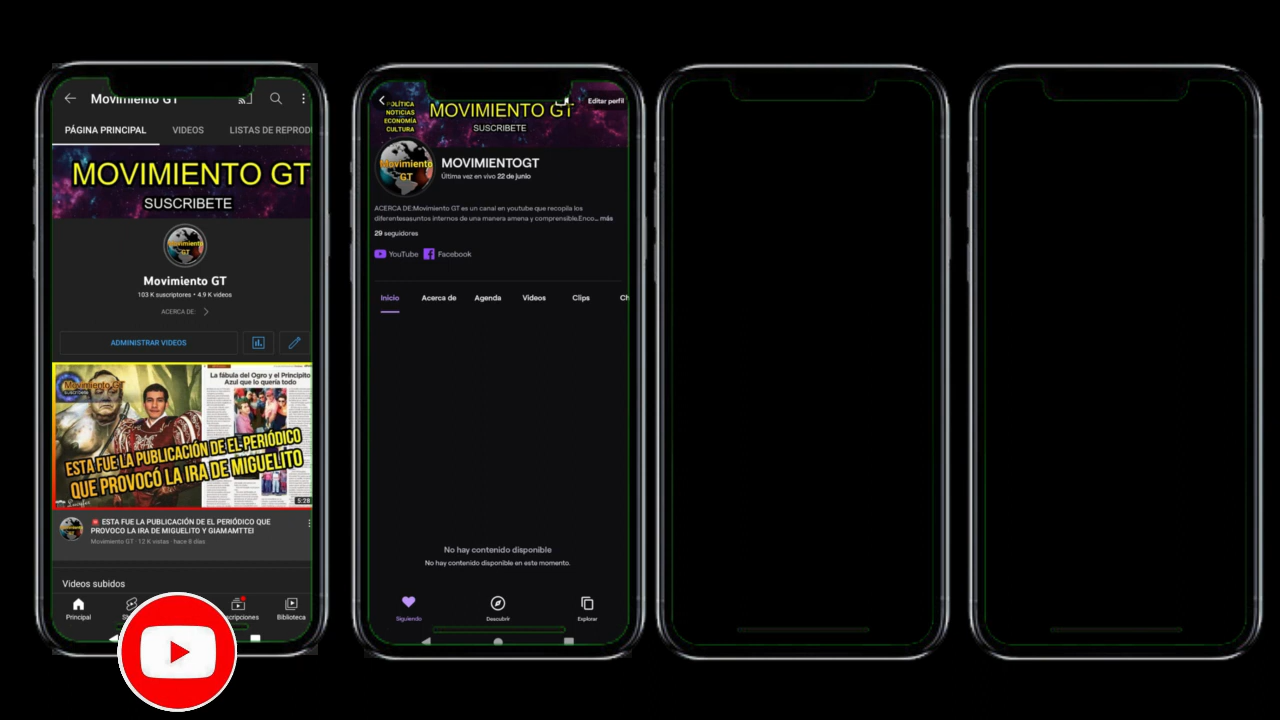 Movimiento GT
PÁGINA PRINCIPAL VIDEOS LISTAS DE REPROD
MOVIMIENTO GT
SUSCRIBETE
Movimiento
GT
Movimiento GT
103 K suscriptores • 4.9 K videos
ACERCA DE:
ADMINISTRAR VIDEOS
Movimiento GT
La fábula del Ogro y el Principito
Azul que lo quería todo
ESTA FUE LA PUBLICACIÓN DE EL PERIÓDICO
QUE PROVOCÓ LA IRA DE MIGUELITO
5:28
ESTA FUE LA PUBLICACIÓN DE EL PERIÓDICO QUE
PROVOCO LA IRA DE MIGUELITO Y GIAMAMTTEI
Movimiento GT · 12 K vistas · hace 8 días
Videos subidos
Principal cripciones Biblioteca
Editar perfil
POLÍTICA
NOTICIAS
ECONOMÍA
CULTURA
MOVIMIENTO GT
SUSCRIBETE
Movimiento
GT
MOVIMIENTOGT
Última vez en vivo 22 de junio
ACERCA DE:Movimiento GT es un canal en youtube que recopila los
diferentesasuntos internos de una manera amena y comprensible.Enco... más
29 seguidores
YouTube Facebook
Inicio Acerca de Agenda Videos Clips Ch
No hay contenido disponible
No hay contenido disponible en este momento.
Siguiendo Descubrir Explorar